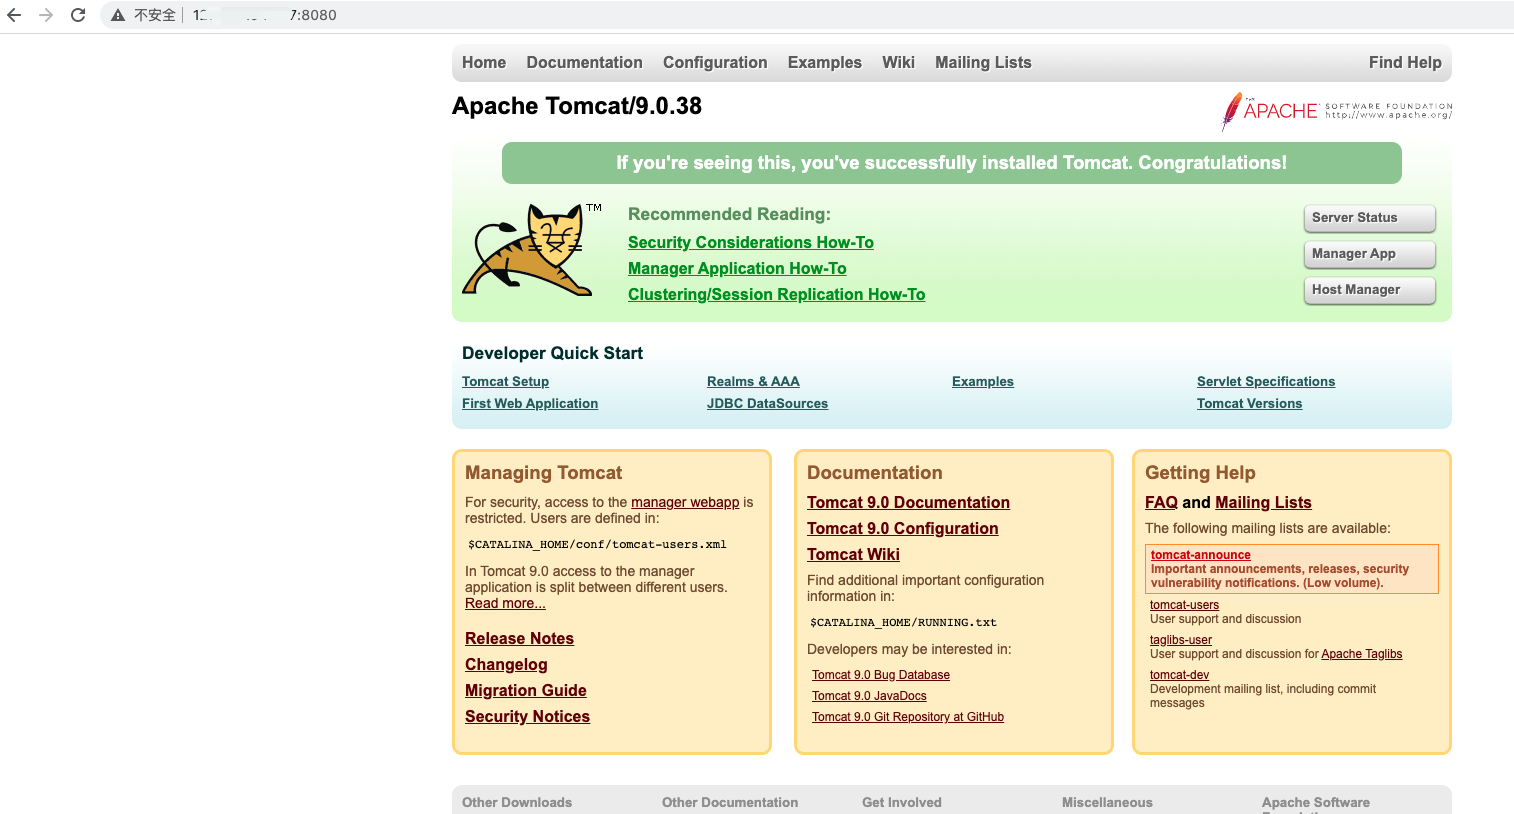 不安全 7:8080
Home Documentation Configuration Examples Wiki Mailing Lists Find Help
Apache Tomcat/9.0.38
THE APACHE SOFTWARE FOUNDATION
http://www.apache.org/
If you're seeing this, you've successfully installed Tomcat. Congratulations!
TM
Recommended Reading:
Security Considerations How-To
Manager Application How-To
Clustering/Session Replication How-To
Server Status
Manager App
Host Manager
Developer Quick Start
Tomcat Setup
First Web Application
Realms & AAA
JDBC DataSources
Examples
Servlet Specifications
Tomcat Versions
Managing Tomcat
For security, access to the manager webapp is
restricted. Users are defined in:
$CATALINA_HOME/conf/tomcat-users.xml
In Tomcat 9.0 access to the manager
application is split between different users.
Read more...
Release Notes
Changelog
Migration Guide
Security Notices
Documentation
Tomcat 9.0 Documentation
Tomcat 9.0 Configuration
Tomcat Wiki
Find additional important configuration
information in:
$CATALINA_HOME/RUNNING.txt
Developers may be interested in:
Tomcat 9.0 Bug Database
Tomcat 9.0 JavaDocs
Tomcat 9.0 Git Repository at GitHub
Getting Help
FAQ and Mailing Lists
The following mailing lists are available:
tomcat-announce
Important announcements, releases, security
vulnerability notifications. (Low volume).
tomcat-users
User support and discussion
taglibs-user
User support and discussion for Apache Taglibs
tomcat-dev
Development mailing list, including commit
messages
Other Downloads
Other Documentation
Get Involved
Miscellaneous
Apache Software